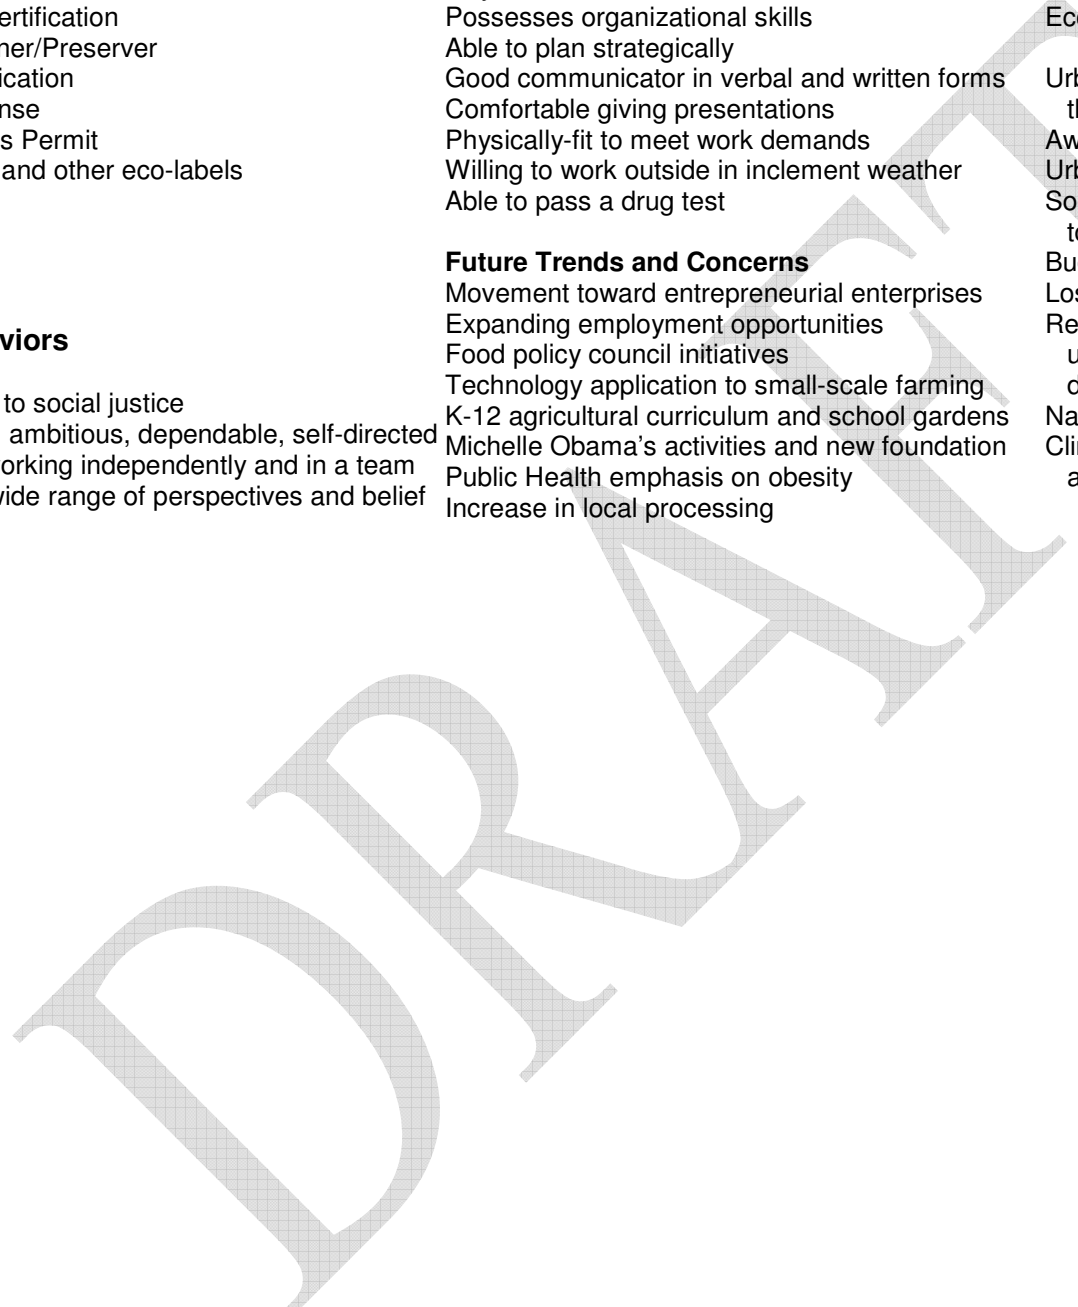 ertification
ner/Preserver
ication
nse
s Permit
and other eco-labels
viors
to social justice
, ambitious, dependable, self-directed
orking independently and in a team
wide range of perspectives and belief
Possesses organizational skills
Able to plan strategically
Good communicator in verbal and written forms
Comfortable giving presentations
Physically-fit to meet work demands
Willing to work outside in inclement weather
Able to pass a drug test
Future Trends and Concerns
Movement toward entrepreneurial enterprises
Expanding employment opportunities
Food policy council initiatives
Technology application to small-scale farming
K-12 agricultural curriculum and school gardens
Michelle Obama's activities and new foundation
Public Health emphasis on obesity
Increase in local processing
Eco
Urb
th
Aw
Urb
So
to
Bu
Los
Re
u
d
Na
Clin
a
DRAFT